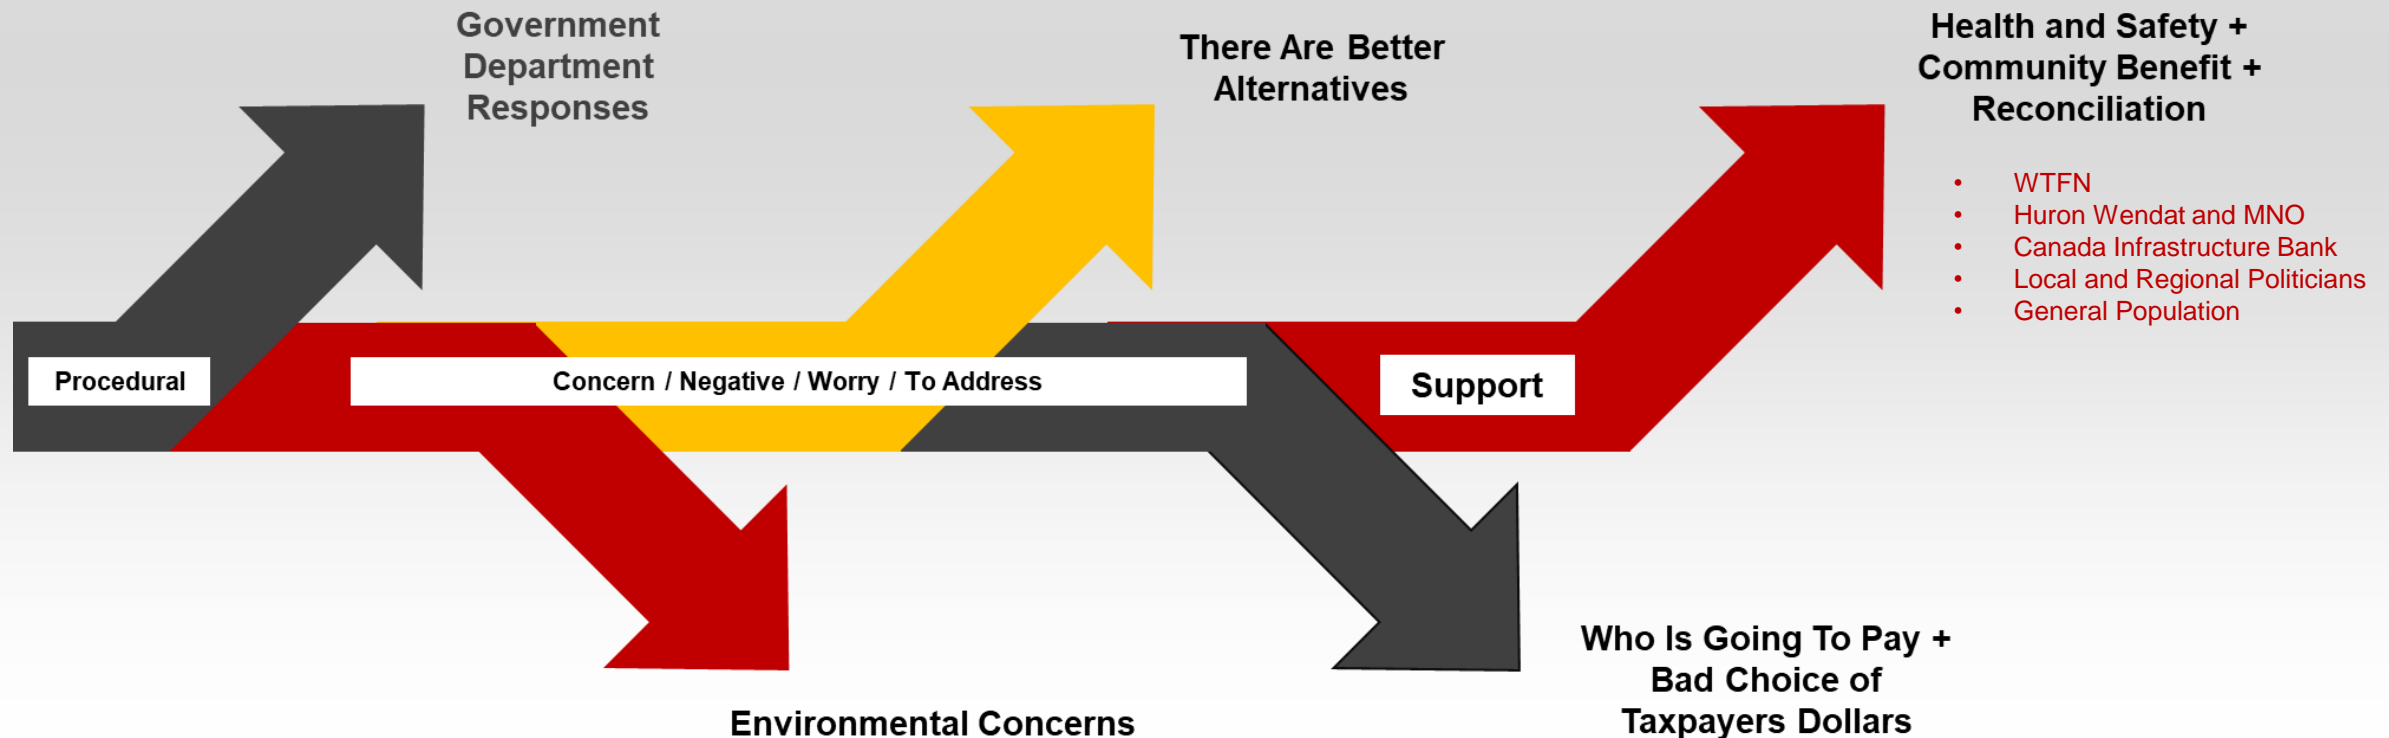 Government
Department
Responses
There Are Better
Alternatives
Health and Safety +
Community Benefit +
Reconciliation
• WTFN
• Huron Wendat and MNO
• Canada Infrastructure Bank
• Local and Regional Politicians
• General Population
Procedural
Concern / Negative / Worry / To Address
Support
Environmental Concerns
Who Is Going To Pay +
Bad Choice of
Taxpayers Dollars